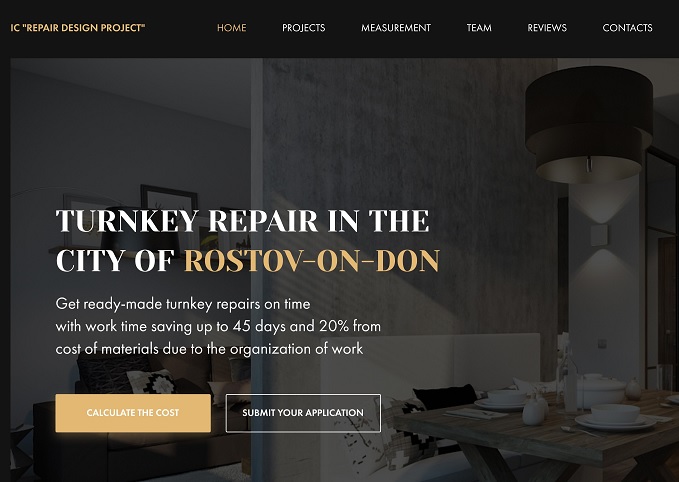 IC "REPAIR DESIGN PROJECT"
HOME
PROJECTS
MEASUREMENT
TEAM
REVIEWS
CONTACTS
TURNKEY REPAIR IN THE
CITY OF ROSTOV-ON-DON
Get ready-made turnkey repairs on time
with work time saving up to 45 days and 20% from
cost of materials due to the organization of work
CALCULATE THE COST
SUBMIT YOUR APPLICATION